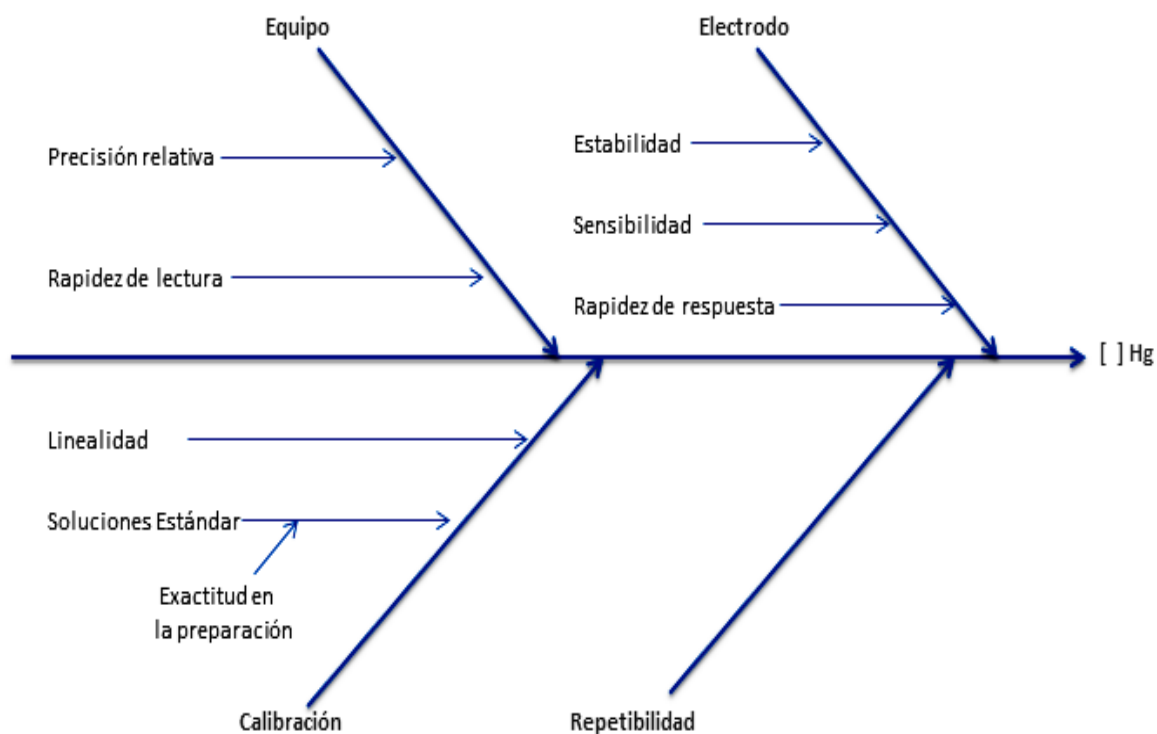 Equipo
Electrodo
Precisión relativa
Estabilidad
Sensibilidad
Rapidez de lectura
Rapidez de respuesta
[ ] Hg
Linealidad
Soluciones Estándar
Exactitud en
la preparación
Calibración
Repetibilidad